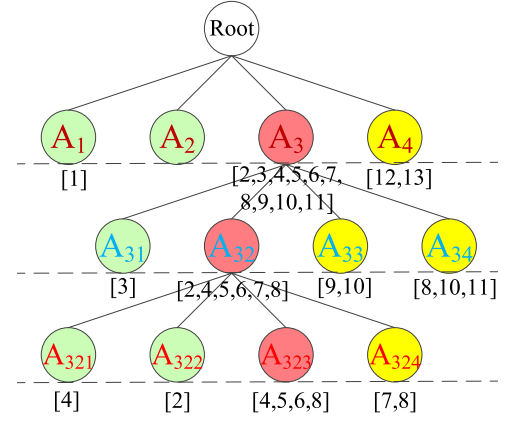 Root
A1 A2 A3 A4
[1] [2,3,4,5,6,7, [12,13]
8,9,10,11]
A31 A32 A33 A34
[3] [2,4,5,6,7,8] [9,10] [8,10,11]
A321 A322 A323 A324
[4] [2] [4,5,6,8] [7,8]